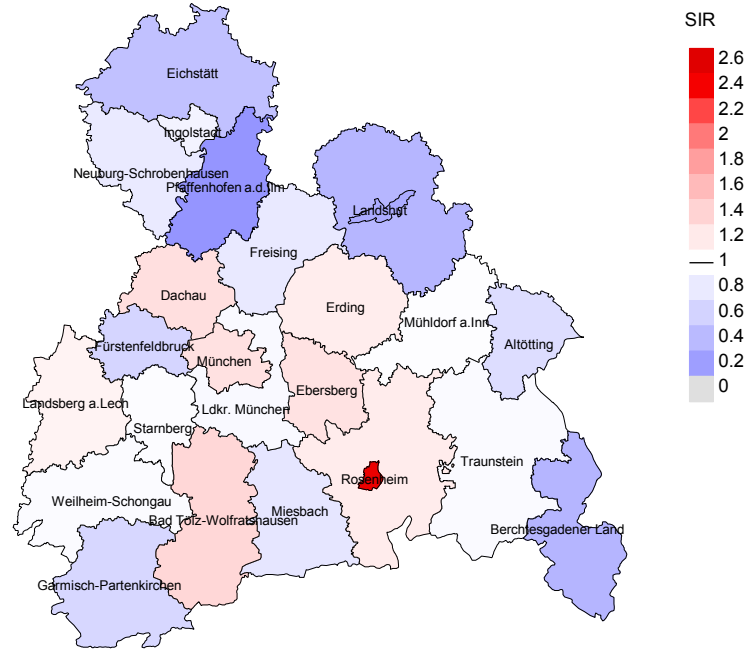 SIR
2.6
2.4
2.2
2
1.8
1.6
1.4
1.2
1
0.8
0.6
0.4
0.2
0
Eichstätt
Ingolstadt
Neuburg-Schrobenhausen
Pfaffenhofen a.d.Ilm
Landshut
Freising
Dachau
Erding
Mühldorf a.Inn
Altötting
Fürstenfeldbruck
München
Ebersberg
Landsberg a.Lech
Ldkr. München
Starnberg
Traunstein
Rosenheim
Weilheim-Schongau
Miesbach
Bad Tölz-Wolfratshausen
Berchtesgadener Land
Garmisch-Partenkirchen